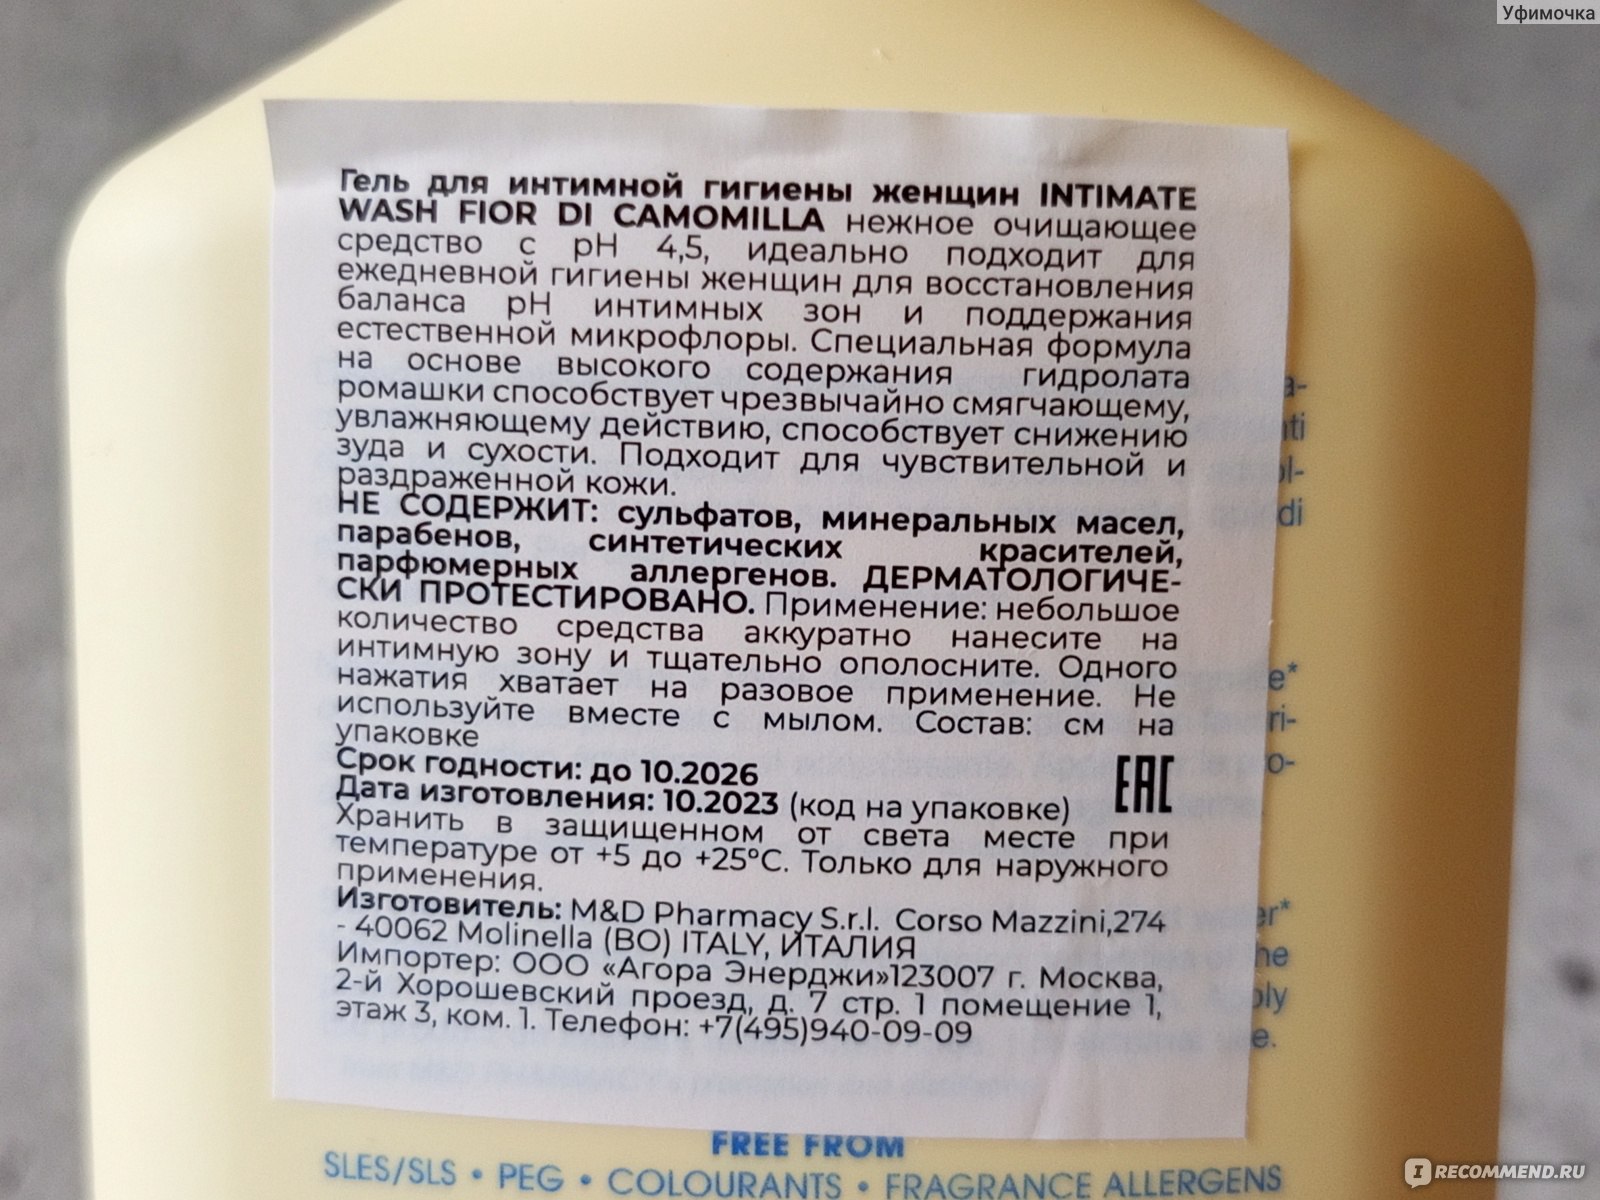 Уфимочка
Гель для интимной гигиены женщин INTIMATE
WASH FIOR DI CAMOMILLA нежное очищающее
средство с pH 4,5, идеально подходит для
ежедневной гигиены женщин для восстановления
баланса pH интимных зон и поддержания
естественной микрофлоры. Специальная формула
на основе высокого содержания гидролата
ромашки способствует чрезвычайно смягчающему,
увлажняющему действию, способствует снижению
зуда и сухости. Подходит для чувствительной и
раздраженной кожи.
НЕ СОДЕРЖИТ: сульфатов, минеральных масел,
парабенов, синтетических красителей,
парфюмерных аллергенов. ДЕРМАТОЛОГИЧЕ-
СКИ ПРОТЕСТИРОВАНО. Применение: небольшое
количество средства аккуратно нанесите на
интимную зону и тщательно ополосните. Одного
нажатия хватает на разовое применение. Не
используйте вместе с мылом. Состав: см на
упаковке
Срок годности: до 10.2026
Дата изготовления: 10.2023 (код на упаковке)
EAC
Хранить в защищенном от света месте при
температуре от +5 до +25°C. Только для наружного
применения.
Изготовитель: M&D Pharmacy S.r.l. Corso Mazzini,274
- 40062 Molinella (BO) ITALY, ИТАЛИЯ
Импортер: ООО «Агора Энерджи»123007 г. Москва,
2-й Хорошевский проезд, д. 7 стр. 1 помещение 1,
этаж 3, ком. 1. Телефон: +7(495)940-09-09
FREE FROM
SLES/SLS • PEG • COLOURANTS • FRAGRANCE ALLERGENS
IRECOMMEND.RU